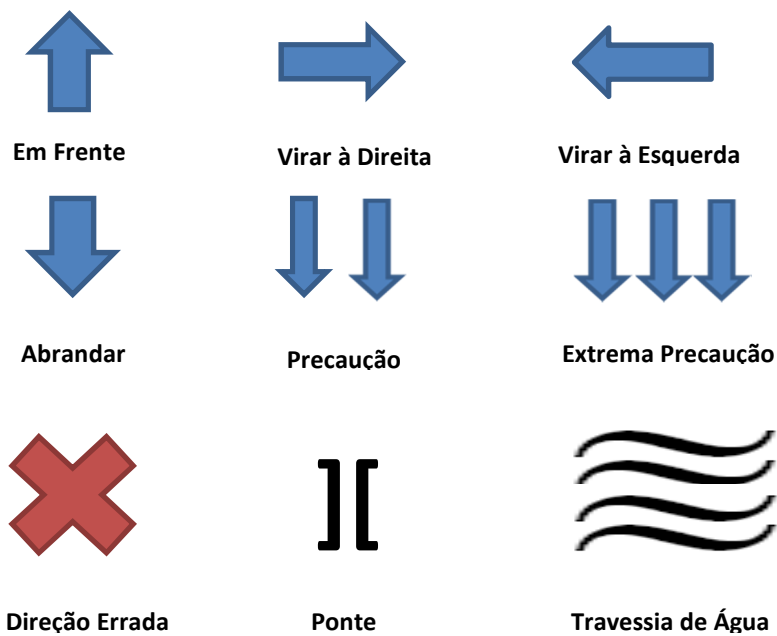 Em Frente
Virar à Direita
Virar à Esquerda
Abrandar
Precaução
Extrema Precaução
Direção Errada
Ponte
Travessia de Água